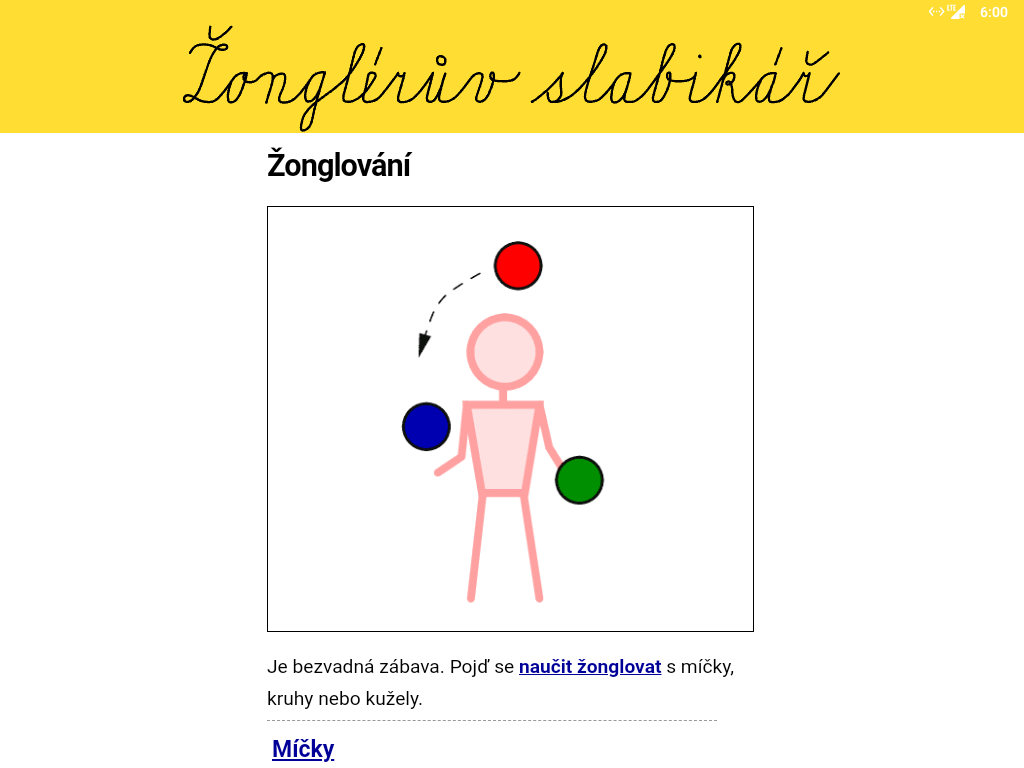 6:00
Žonglérův slabikář
Žonglování
Je bezvadná zábava. Pojď se naučit žonglovat s míčky,
kruhy nebo kužely.
Míčky